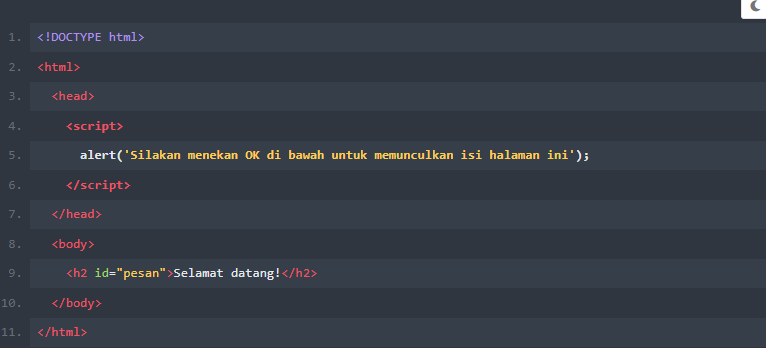 1. <!DOCTYPE html>
2. <html>
3.   <head>
4.     <script>
5.       alert('Silakan menekan OK di bawah untuk memunculkan isi halaman ini');
6.     </script>
7.   </head>
8.   <body>
9.     <h2 id="pesan">Selamat datang!</h2>
10.   </body>
11. </html>